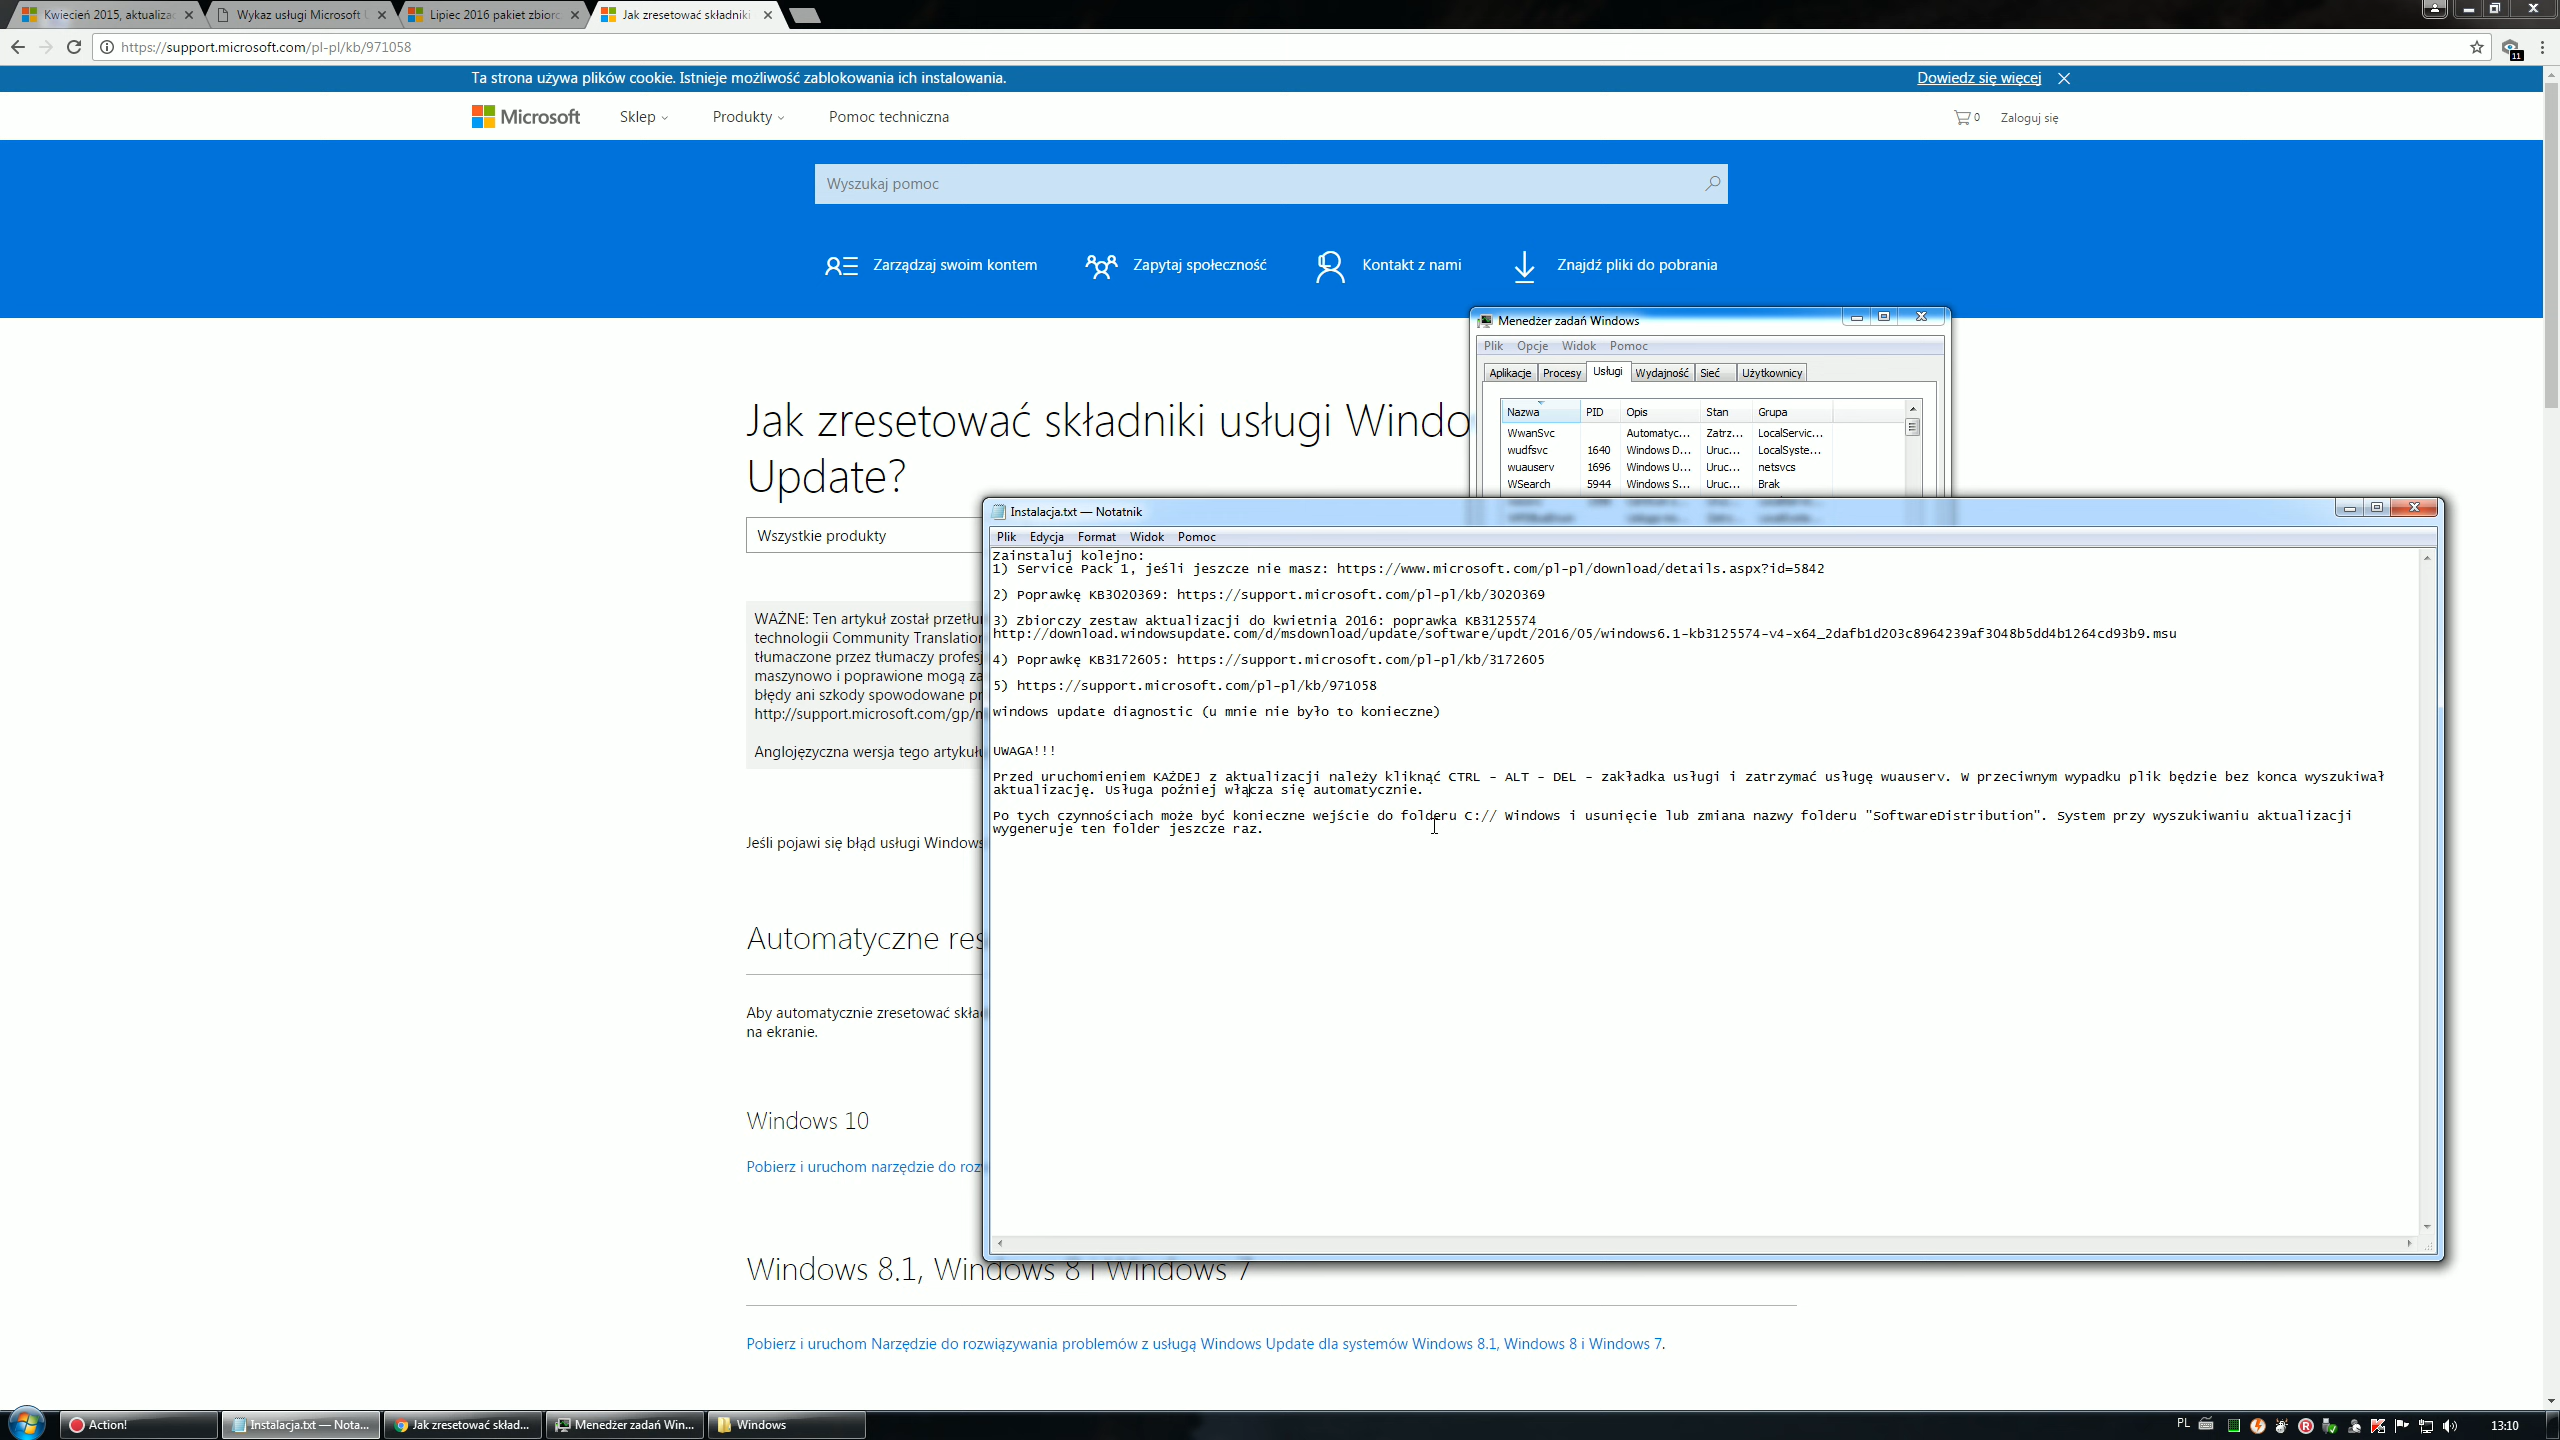 Kwiecień 2015, aktualizac
Wykaz usługi Microsoft U
Lipiec 2016 pakiet zbiorc
Jak zresetować składniki
https://support.microsoft.com/pl-pl/kb/971058
11
Ta strona używa plików cookie. Istnieje możliwość zablokowania ich instalowania.
Dowiedz się więcej
Microsoft
Sklep
Produkty
Pomoc techniczna
0
Zaloguj się
Wyszukaj pomoc
Zarządzaj swoim kontem
Zapytaj społeczność
Kontakt z nami
Znajdź pliki do pobrania
Jak zresetować składniki usługi Windo
Update?
Wszystkie produkty
WAŻNE: Ten artykuł został przetłu
technologii Community Translation
tłumaczone przez tłumaczy profesj
maszynowo i poprawione mogą za
błędy ani szkody spowodowane pr
http://support.microsoft.com/gp/m
Anglojęzyczna wersja tego artykułu
Jeśli pojawi się błąd usługi Windows
Automatyczne res
Aby automatycznie zresetować skład
na ekranie.
Windows 10
Pobierz i uruchom narzędzie do roz
Windows 8.1, Windows 8 i Windows 7
Pobierz i uruchom Narzędzie do rozwiązywania problemów z usługą Windows Update dla systemów Windows 8.1, Windows 8 i Windows 7.
Menedżer zadań Windows
Plik Opcje Widok Pomoc
Aplikacje Procesy Usługi Wydajność Sieć Użytkownicy
Nazwa PID Opis Stan Grupa
WwanSvc Automatyc... Zatrz... LocalServic...
wudfsvc 1640 Windows D... Uruc... LocalSyste...
wuauserv 1696 Windows U... Uruc... netsvcs
WSearch 5944 Windows S... Uruc... Brak
Instalacja.txt — Notatnik
Plik Edycja Format Widok Pomoc
Zainstaluj kolejno:
1) Service Pack 1, jeśli jeszcze nie masz: https://www.microsoft.com/pl-pl/download/details.aspx?id=5842
2) Poprawkę KB3020369: https://support.microsoft.com/pl-pl/kb/3020369
3) Zbiorczy zestaw aktualizacji do kwietnia 2016: poprawka KB3125574
http://download.windowsupdate.com/d/msdownload/update/software/updt/2016/05/windows6.1-kb3125574-v4-x64_2dafb1d203c8964239af3048b5dd4b1264cd93b9.msu
4) Poprawkę KB3172605: https://support.microsoft.com/pl-pl/kb/3172605
5) https://support.microsoft.com/pl-pl/kb/971058
windows update diagnostic (u mnie nie było to konieczne)
UWAGA!!!
Przed uruchomieniem KAŻDEJ z aktualizacji należy kliknąć CTRL - ALT - DEL - zakładka usługi i zatrzymać usługę wuauserv. W przeciwnym wypadku plik będzie bez konca wyszukiwał
aktualizację. Usługa poźniej włącza się automatycznie.
Po tych czynnościach może być konieczne wejście do folderu C:// Windows i usunięcie lub zmiana nazwy folderu "SoftwareDistribution". System przy wyszukiwaniu aktualizacji
wygeneruje ten folder jeszcze raz.
Action!
Instalacja.txt — Nota...
Jak zresetować skład...
Menedżer zadań Win...
Windows
PL
13:10